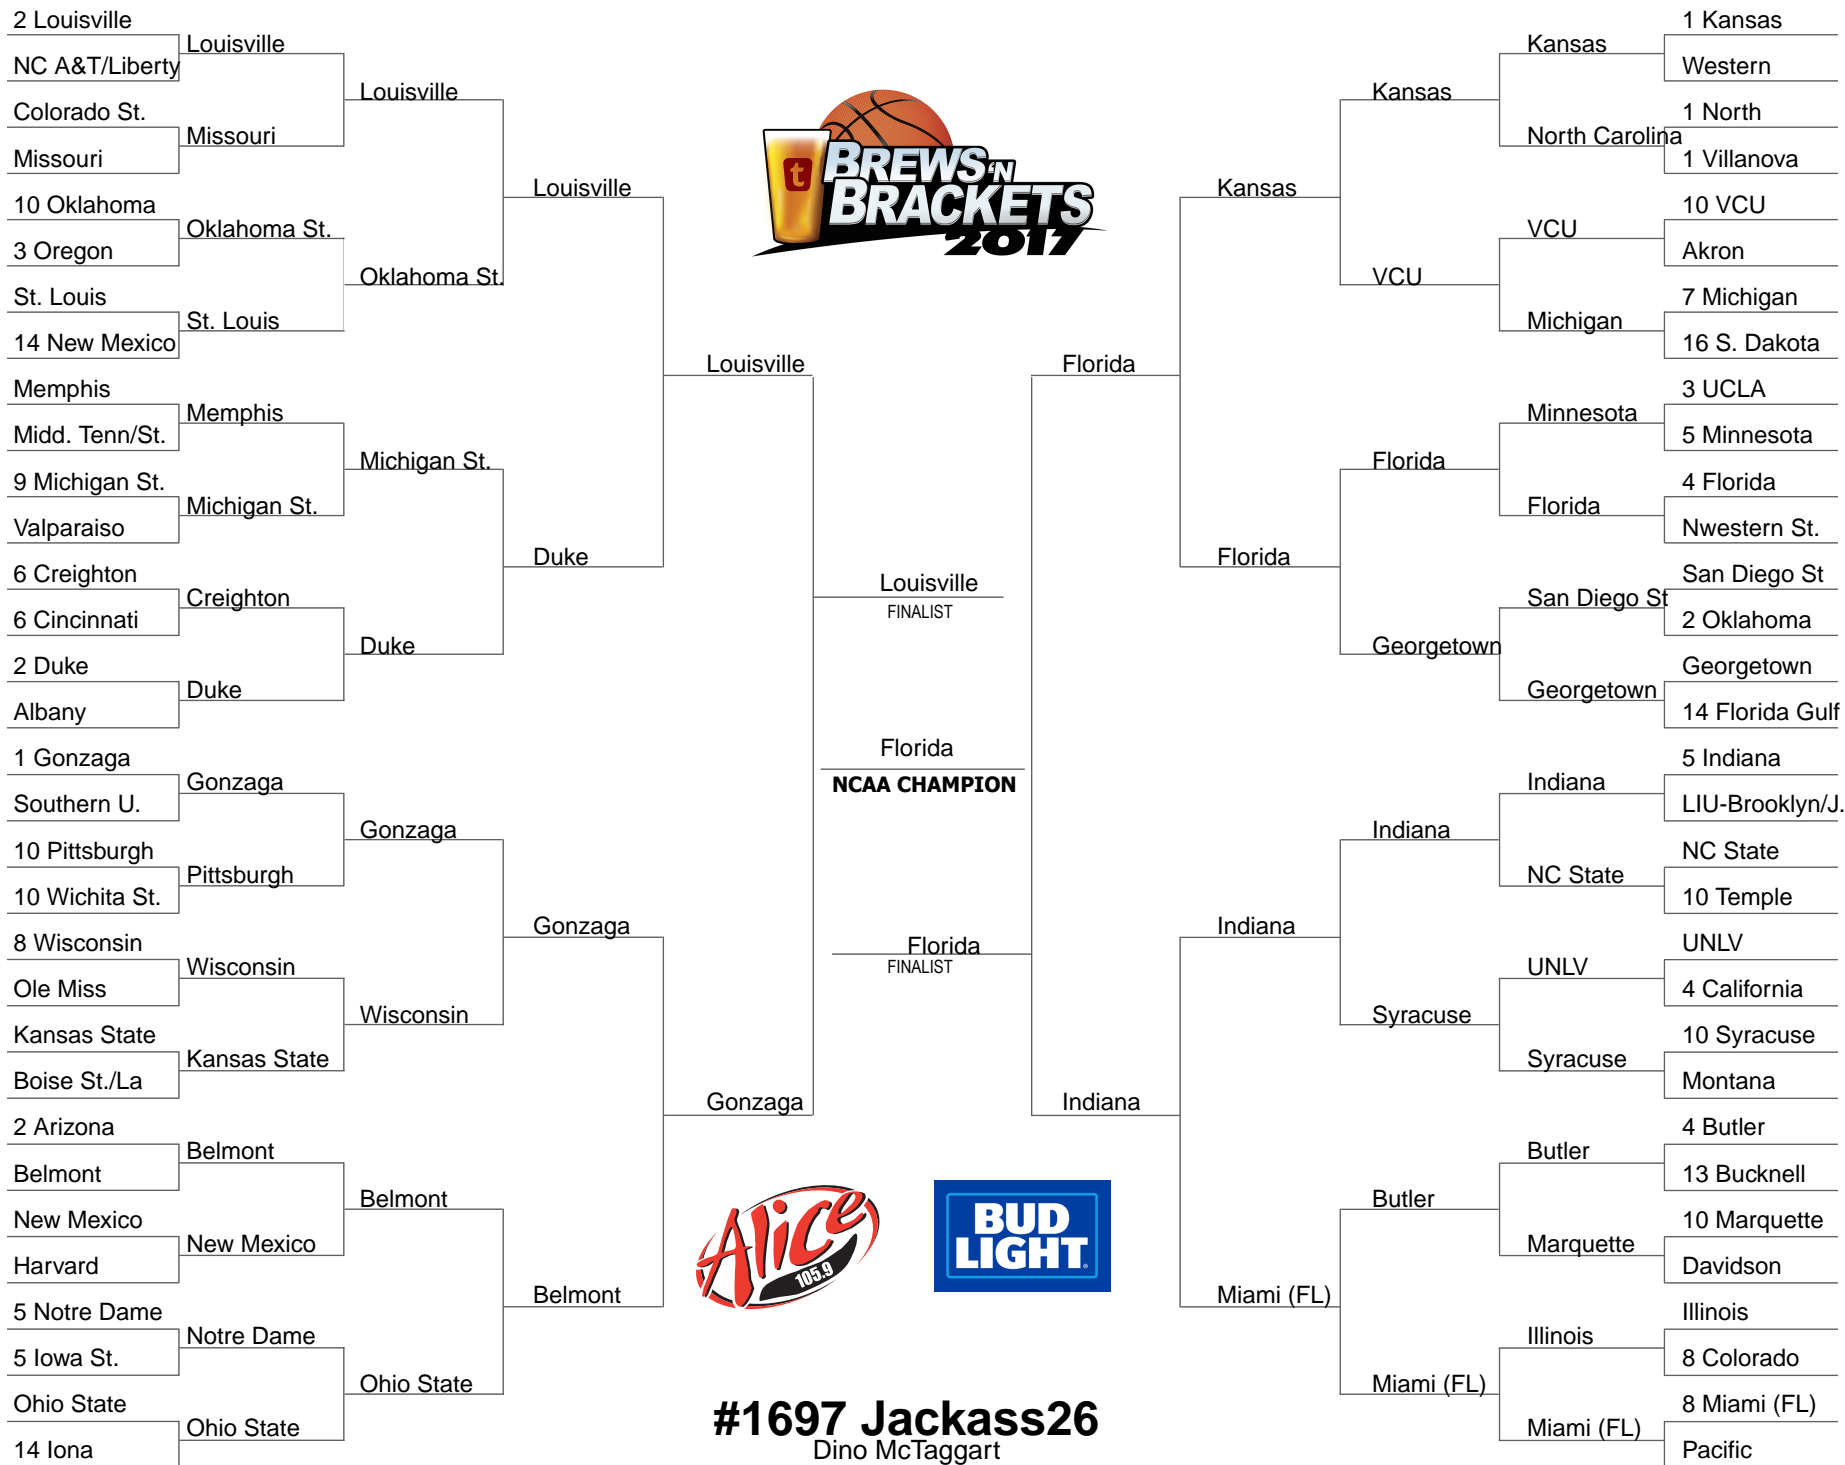 2 Louisville
NC A&T/Liberty
Colorado St.
Missouri
10 Oklahoma
3 Oregon
St. Louis
14 New Mexico
Memphis
Midd. Tenn/St.
9 Michigan St.
Valparaiso
6 Creighton
6 Cincinnati
2 Duke
Albany
1 Gonzaga
Southern U.
10 Pittsburgh
10 Wichita St.
8 Wisconsin
Ole Miss
Kansas State
Boise St./La
2 Arizona
Belmont
New Mexico
Harvard
5 Notre Dame
5 Iowa St.
Ohio State
14 Iona
Louisville
Missouri
Oklahoma St.
St. Louis
Memphis
Michigan St.
Creighton
Duke
Gonzaga
Pittsburgh
Wisconsin
Kansas State
Belmont
New Mexico
Notre Dame
Ohio State
Louisville
Oklahoma St.
Michigan St.
Duke
Gonzaga
Wisconsin
Belmont
Ohio State
Louisville
Duke
Gonzaga
Belmont
Louisville
Gonzaga
t
BREWS 'N
BRACKETS
2017
Louisville
FINALIST
Florida
NCAA CHAMPION
Florida
FINALIST
Alice
105.9
BUD
LIGHT
#1697 Jackass26
Dino McTaggart
Florida
Indiana
Kansas
Florida
Indiana
Miami (FL)
Kansas
VCU
Florida
Georgetown
Indiana
Syracuse
Butler
Miami (FL)
Kansas
North Carolina
VCU
Michigan
Minnesota
Florida
San Diego St
Georgetown
Indiana
NC State
UNLV
Syracuse
Butler
Marquette
Illinois
Miami (FL)
1 Kansas
Western
1 North
1 Villanova
10 VCU
Akron
7 Michigan
16 S. Dakota
3 UCLA
5 Minnesota
4 Florida
Nwestern St.
San Diego St
2 Oklahoma
Georgetown
14 Florida Gulf
5 Indiana
LIU-Brooklyn/J.
NC State
10 Temple
UNLV
4 California
10 Syracuse
Montana
4 Butler
13 Bucknell
10 Marquette
Davidson
Illinois
8 Colorado
8 Miami (FL)
Pacific